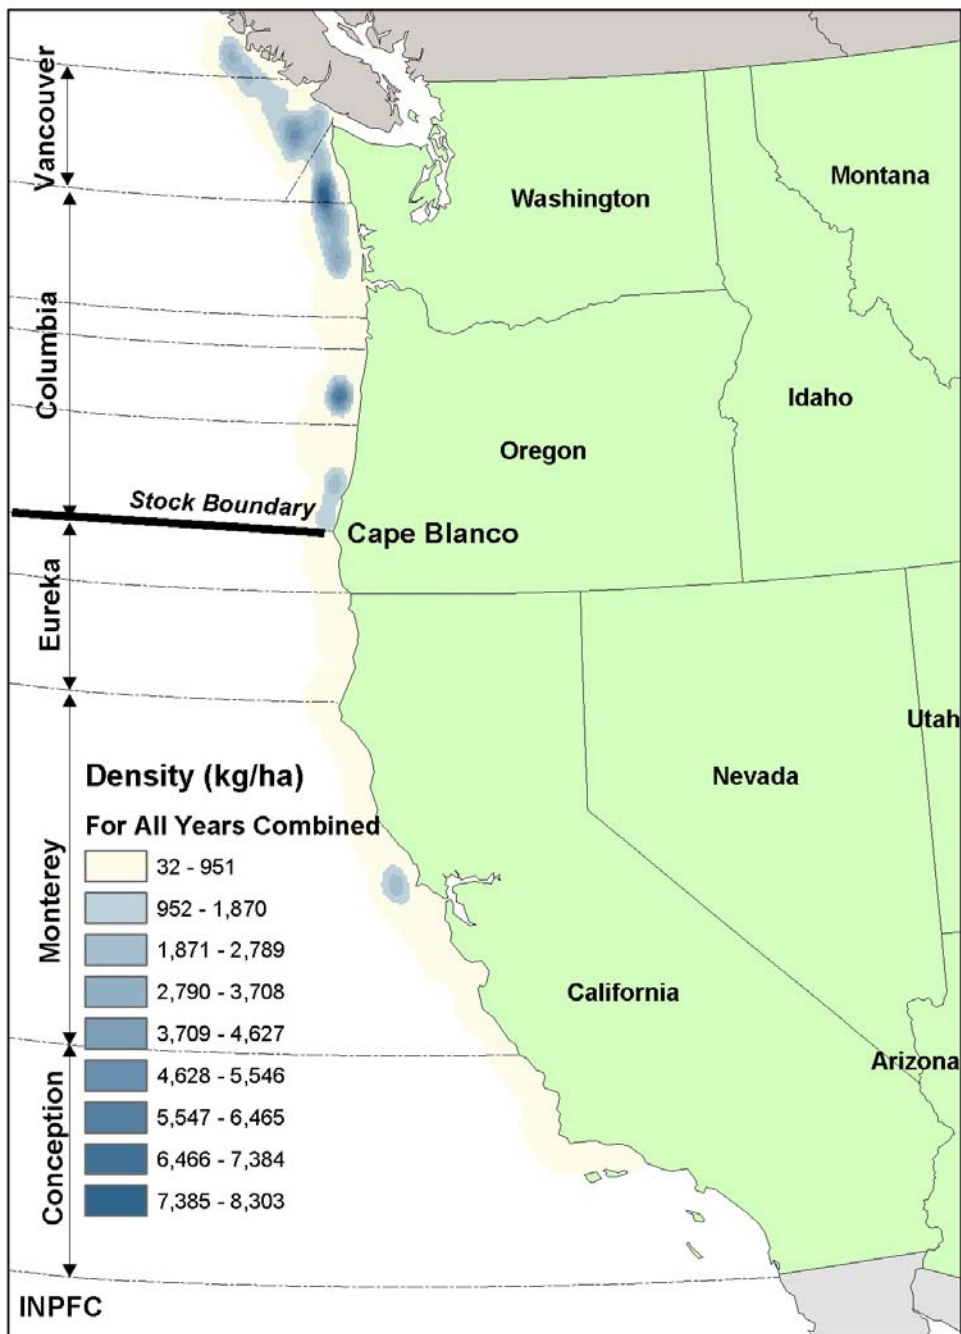 Vancouver
Washington
Montana
Columbia
Idaho
Oregon
Stock Boundary
Cape Blanco
Eureka
Utah
Nevada
Density (kg/ha)
For All Years Combined
32 - 951
952 - 1,870
1,871 - 2,789
2,790 - 3,708
3,709 - 4,627
4,628 - 5,546
5,547 - 6,465
6,466 - 7,384
7,385 - 8,303
Monterey
California
Arizona
Conception
INPFC